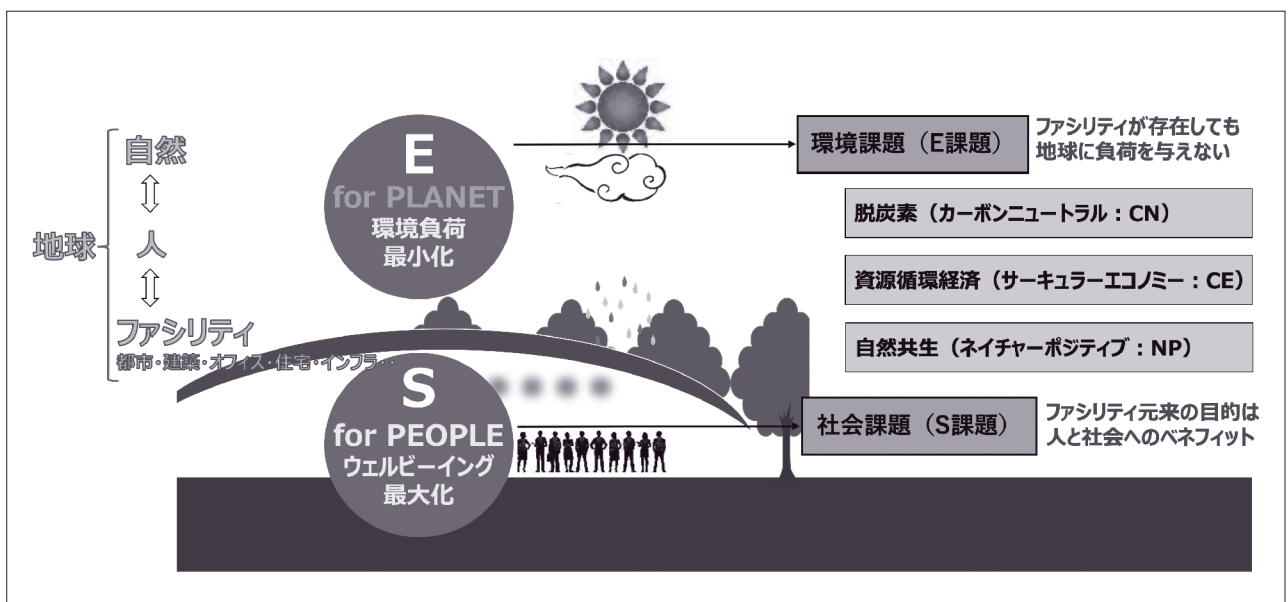 地球
自然
人
ファシリティ
都市・建築・オフィス・住宅・インフラ・・
E
for PLANET
環境負荷
最小化
S
for PEOPLE
ウェルビーイング
最大化
環境課題（E課題）
ファシリティが存在しても
地球に負荷を与えない
脱炭素（カーボンニュートラル：CN）
資源循環経済（サーキュラーエコノミー：CE）
自然共生（ネイチャーポジティブ：NP）
社会課題（S課題）
ファシリティ元来の目的は
人と社会へのベネフィット